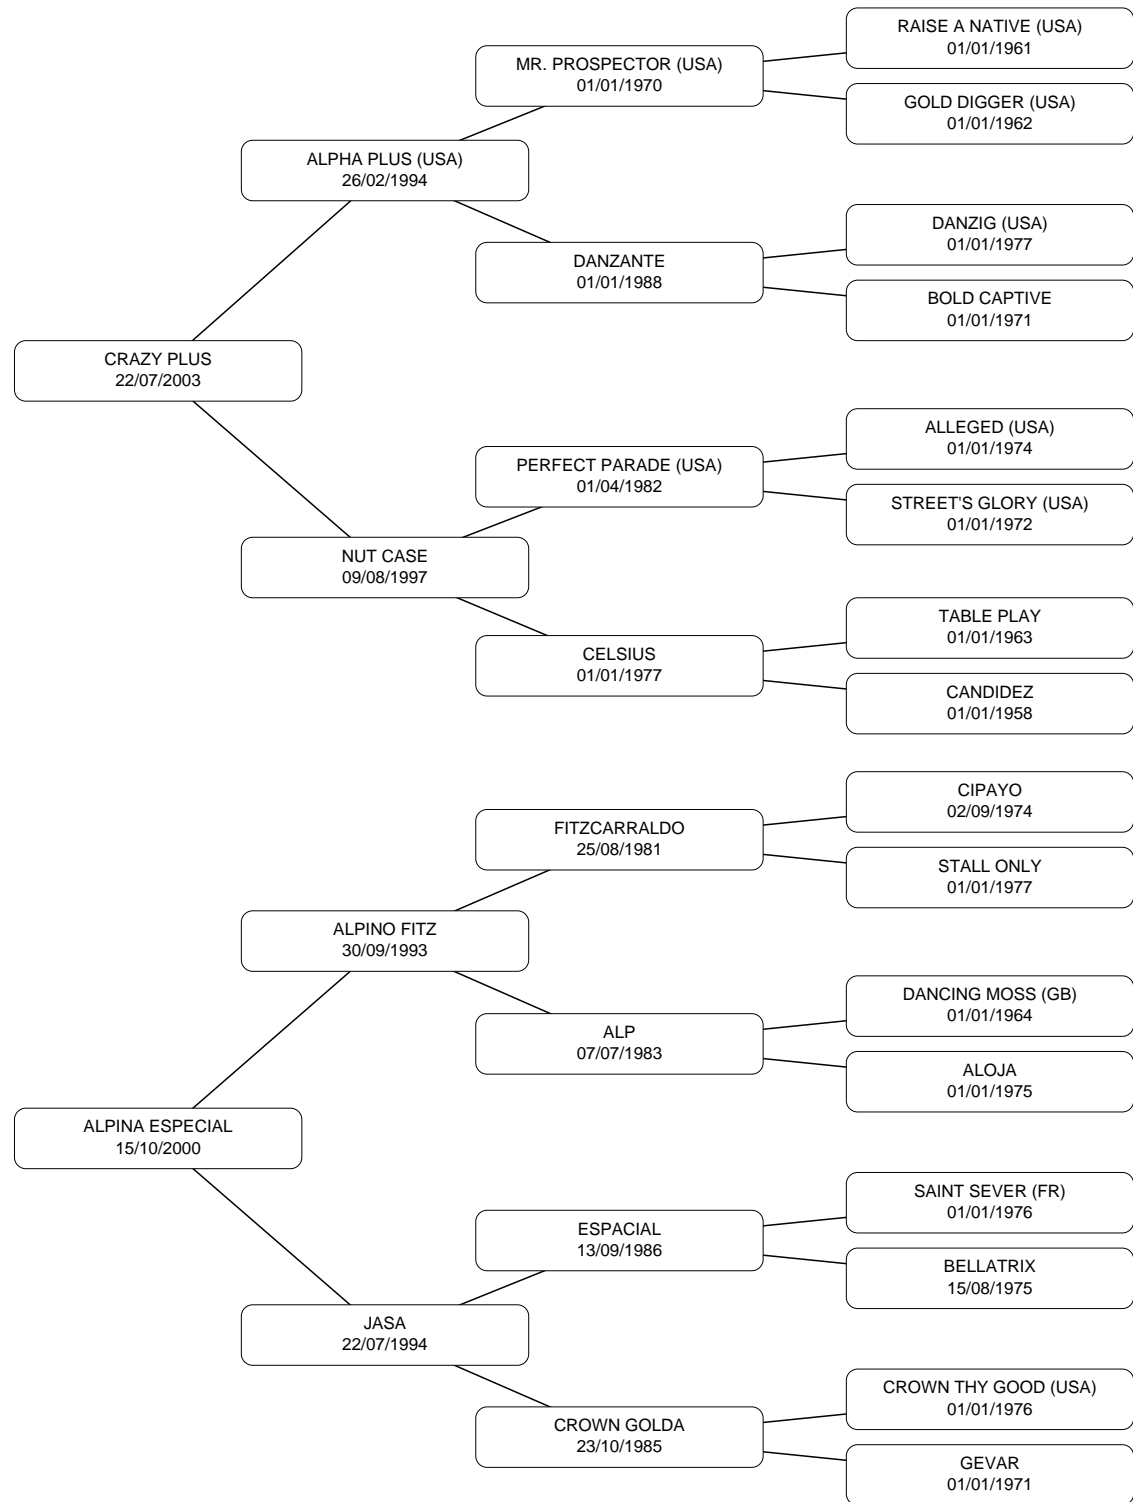 RAISE A NATIVE (USA)
01/01/1961
MR. PROSPECTOR (USA)
01/01/1970
GOLD DIGGER (USA)
01/01/1962
ALPHA PLUS (USA)
26/02/1994
DANZIG (USA)
01/01/1977
DANZANTE
01/01/1988
BOLD CAPTIVE
01/01/1971
CRAZY PLUS
22/07/2003
ALLEGED (USA)
01/01/1974
PERFECT PARADE (USA)
01/04/1982
STREET'S GLORY (USA)
01/01/1972
NUT CASE
09/08/1997
TABLE PLAY
01/01/1963
CELSIUS
01/01/1977
CANDIDEZ
01/01/1958
CIPAYO
02/09/1974
FITZCARRALDO
25/08/1981
STALL ONLY
01/01/1977
ALPINO FITZ
30/09/1993
DANCING MOSS (GB)
01/01/1964
ALP
07/07/1983
ALOJA
01/01/1975
ALPINA ESPECIAL
15/10/2000
SAINT SEVER (FR)
01/01/1976
ESPACIAL
13/09/1986
BELLATRIX
15/08/1975
JASA
22/07/1994
CROWN THY GOOD (USA)
01/01/1976
CROWN GOLDA
23/10/1985
GEVAR
01/01/1971